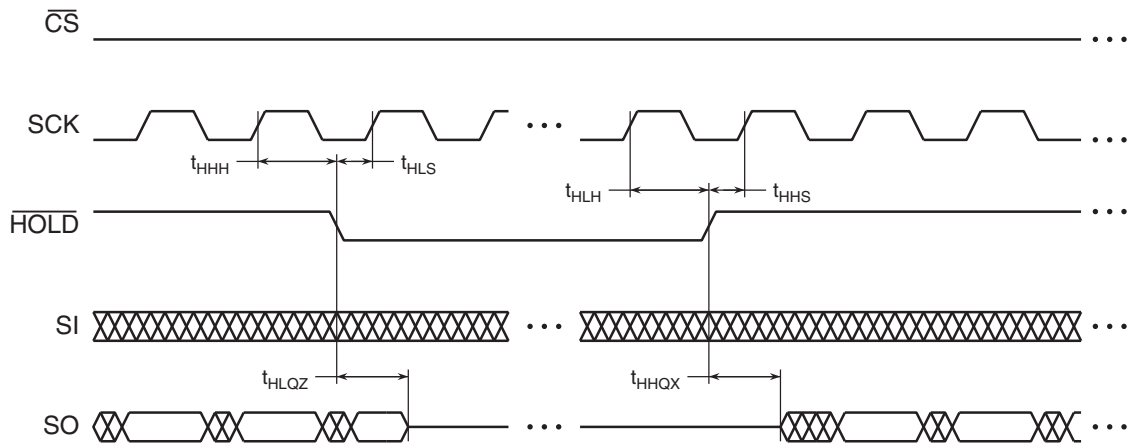 CS
SCK
tHHH
tHLS
tHLH
tHHS
HOLD
SI
tHLQZ
tHHQX
SO